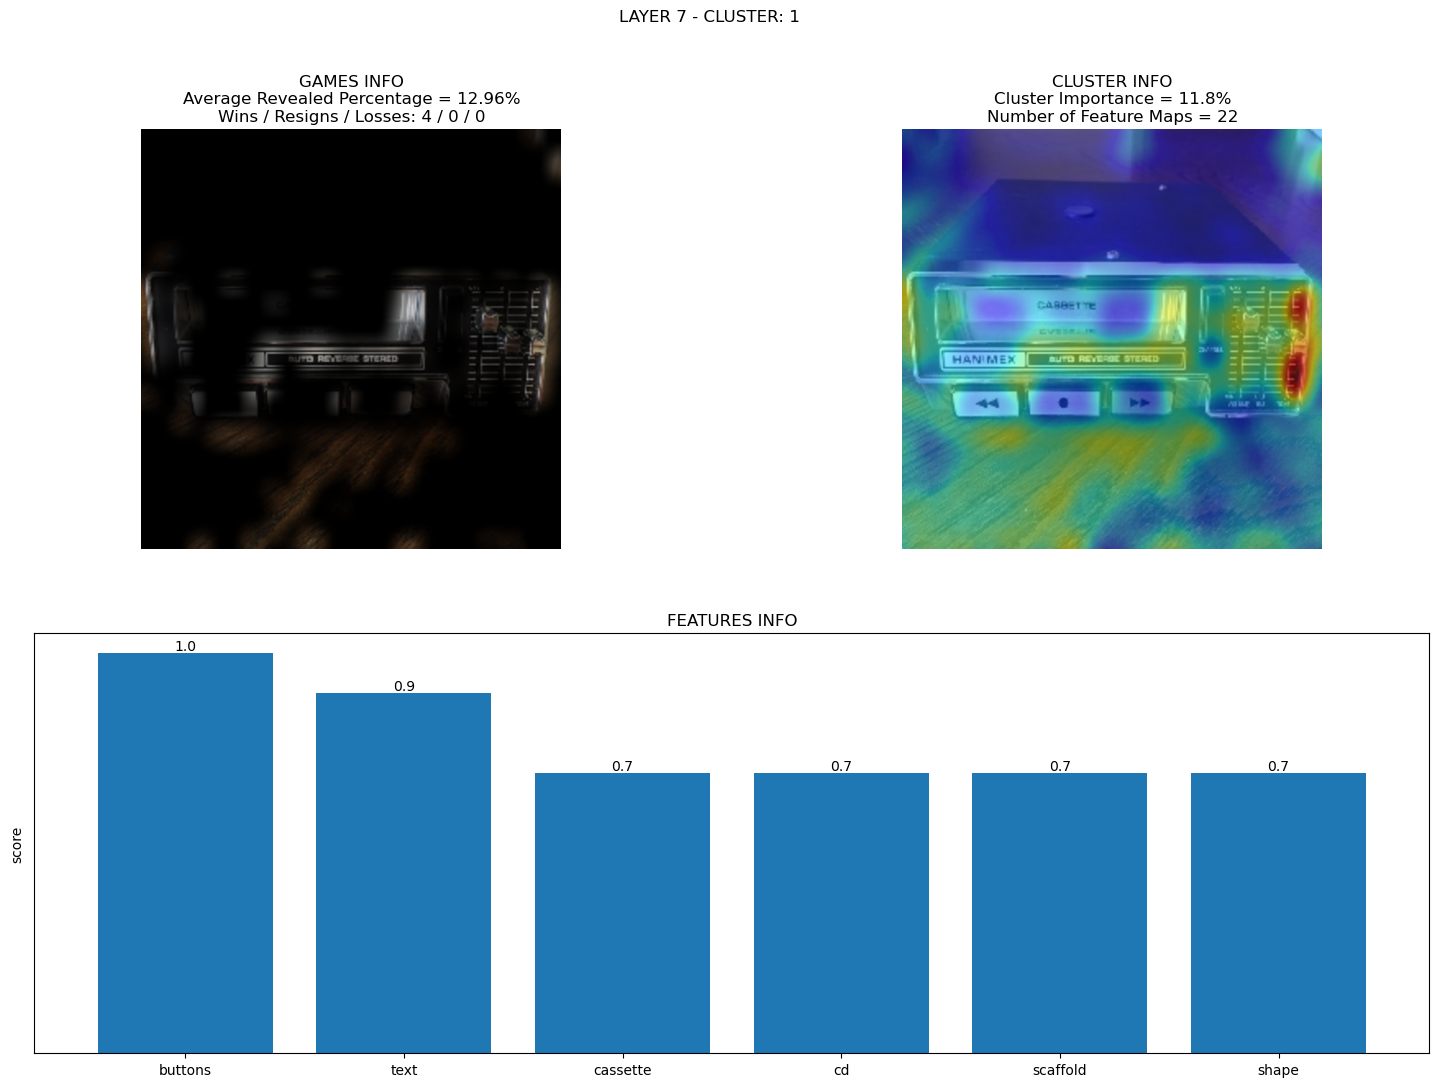 LAYER 7 - CLUSTER: 1
GAMES INFO
Average Revealed Percentage = 12.96%
Wins / Resigns / Losses: 4 / 0 / 0
AUTO REVERSE STEREO
CLUSTER INFO
Cluster Importance = 11.8%
Number of Feature Maps = 22
CASSETTE
HANIMEX
AUTO REVERSE STEREO
FEATURES INFO
score
1.0
0.9
0.7
0.7
0.7
0.7
buttons
text
cassette
cd
scaffold
shape